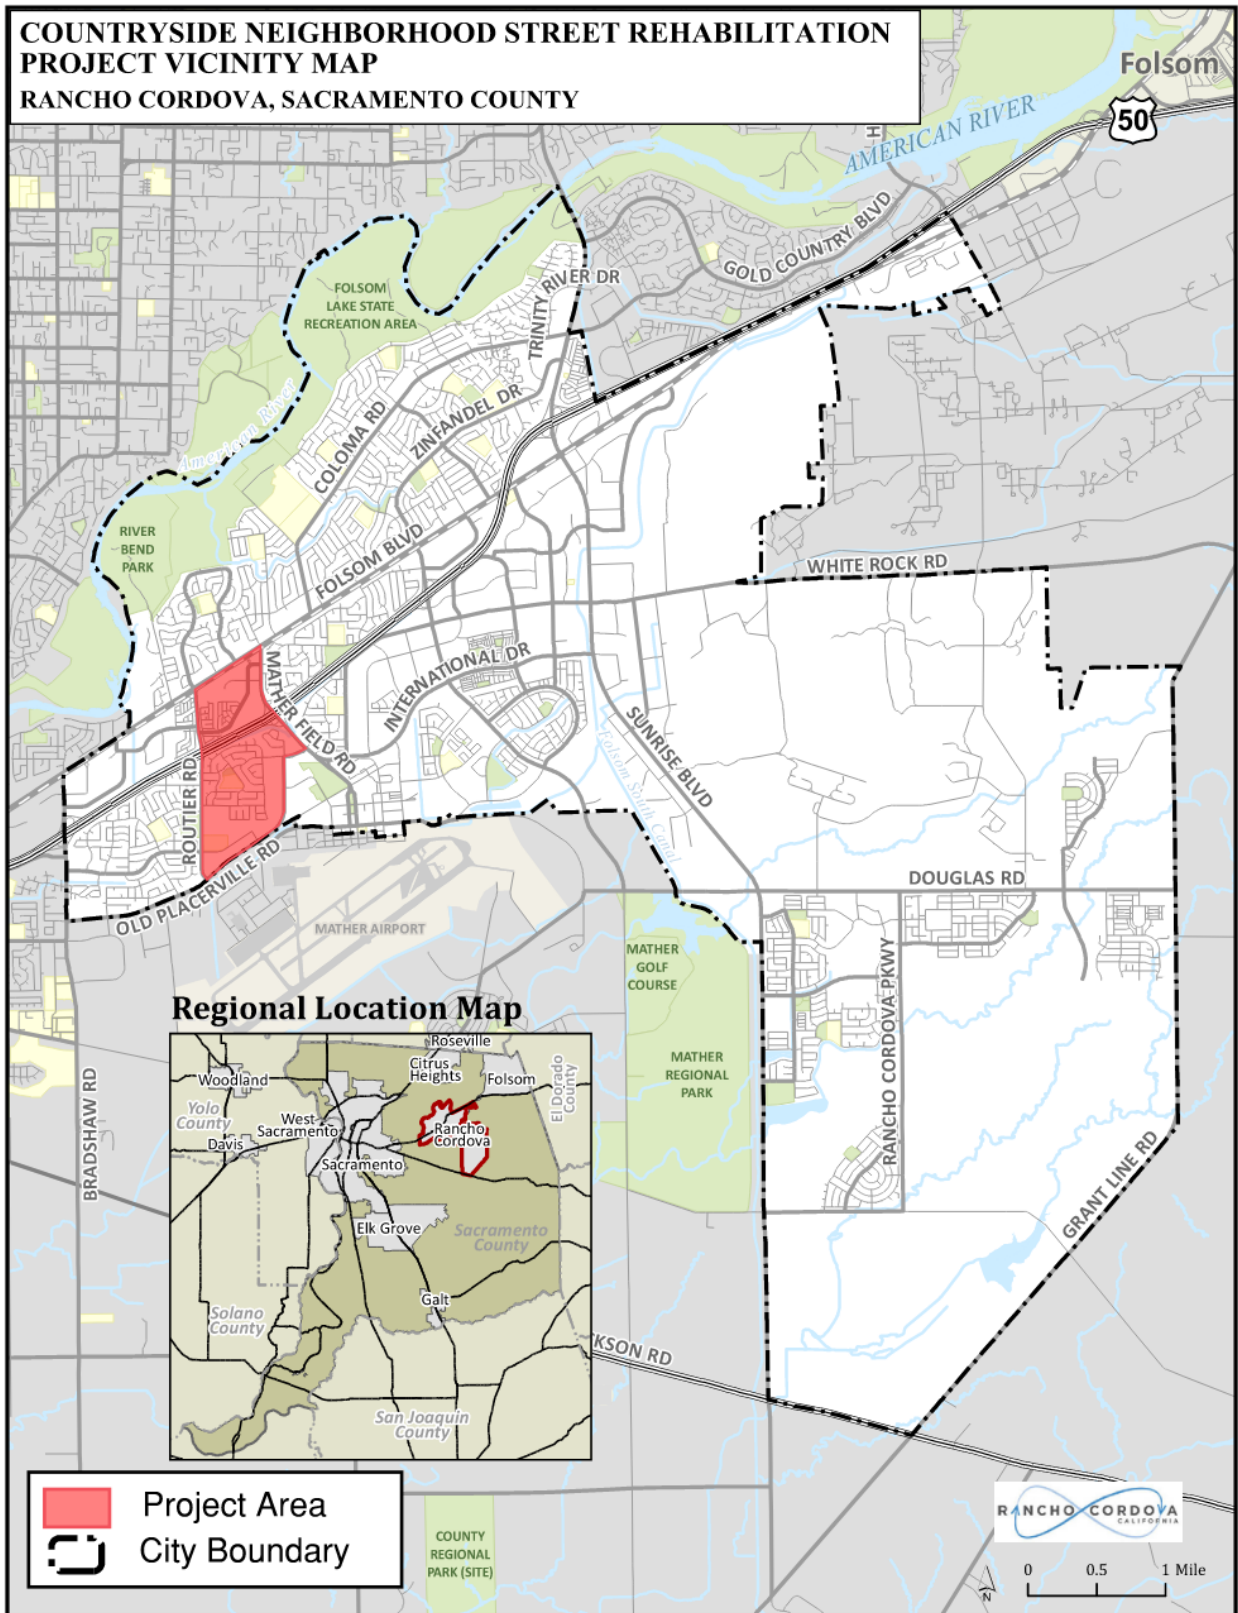 COUNTRYSIDE NEIGHBORHOOD STREET REHABILITATION
PROJECT VICINITY MAP
RANCHO CORDOVA, SACRAMENTO COUNTY
Folsom
50
AMERICAN RIVER
H
GOLD COUNTRY BLVD
TRINITY RIVER DR
FOLSOM
LAKE STATE
RECREATION AREA
American River
COLOMA RD
ZINFANDEL DR
RIVER
BEND
PARK
FOLSOM BLVD
WHITE ROCK RD
INTERNATIONAL DR
MATHER FIELD RD
SUNRISE BLVD
Folsom South Canal
ROUTIER RD
OLD PLACERVILLE RD
DOUGLAS RD
MATHER AIRPORT
MATHER
GOLF
COURSE
RANCHO CORDOVA PKWY
MATHER
REGIONAL
PARK
BRADSHAW RD
GRANT LINE RD
Regional Location Map
Roseville
Citrus
Heights
Folsom
El Dorado
County
Woodland
Yolo
County
West
Sacramento
Davis
Rancho
Cordova
Sacramento
Elk Grove
Sacramento
County
Galt
Solano
County
San Joaquin
County
KSON RD
Project Area
City Boundary
COUNTY
REGIONAL
PARK (SITE)
RANCHO CORDOVA
CALIFORNIA
N
0 0.5 1 Mile